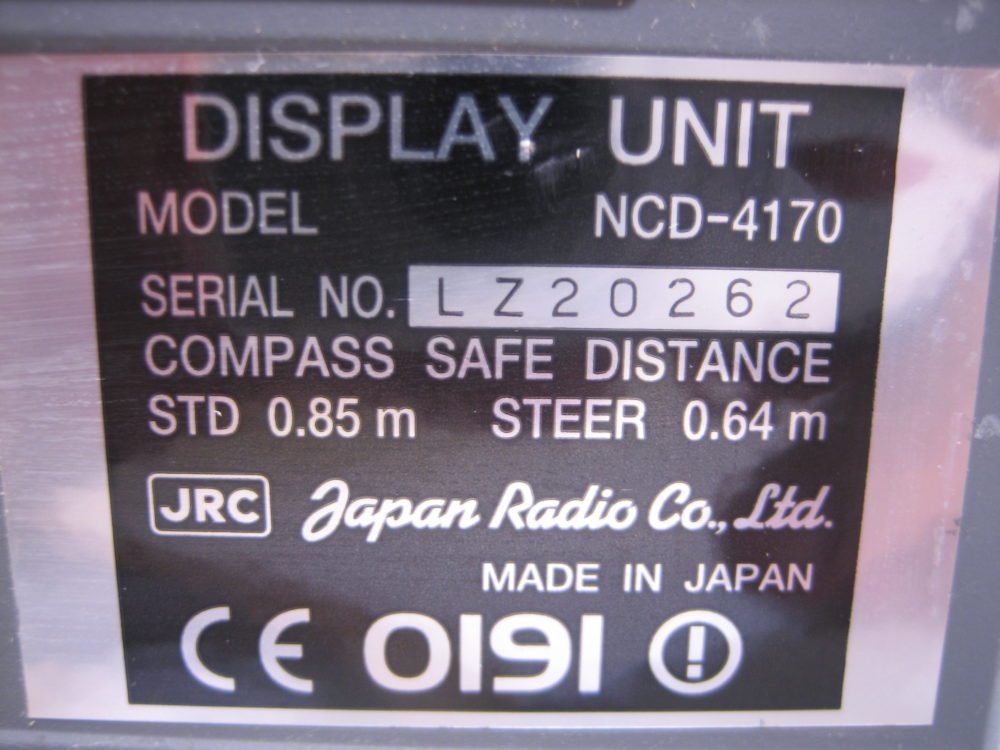 DISPLAY UNIT
MODEL NCD-4170
SERIAL NO. LZ20262
COMPASS SAFE DISTANCE
STD 0.85 m STEER 0.64 m
JRC Japan Radio Co., Ltd.
MADE IN JAPAN
CE 0191 !